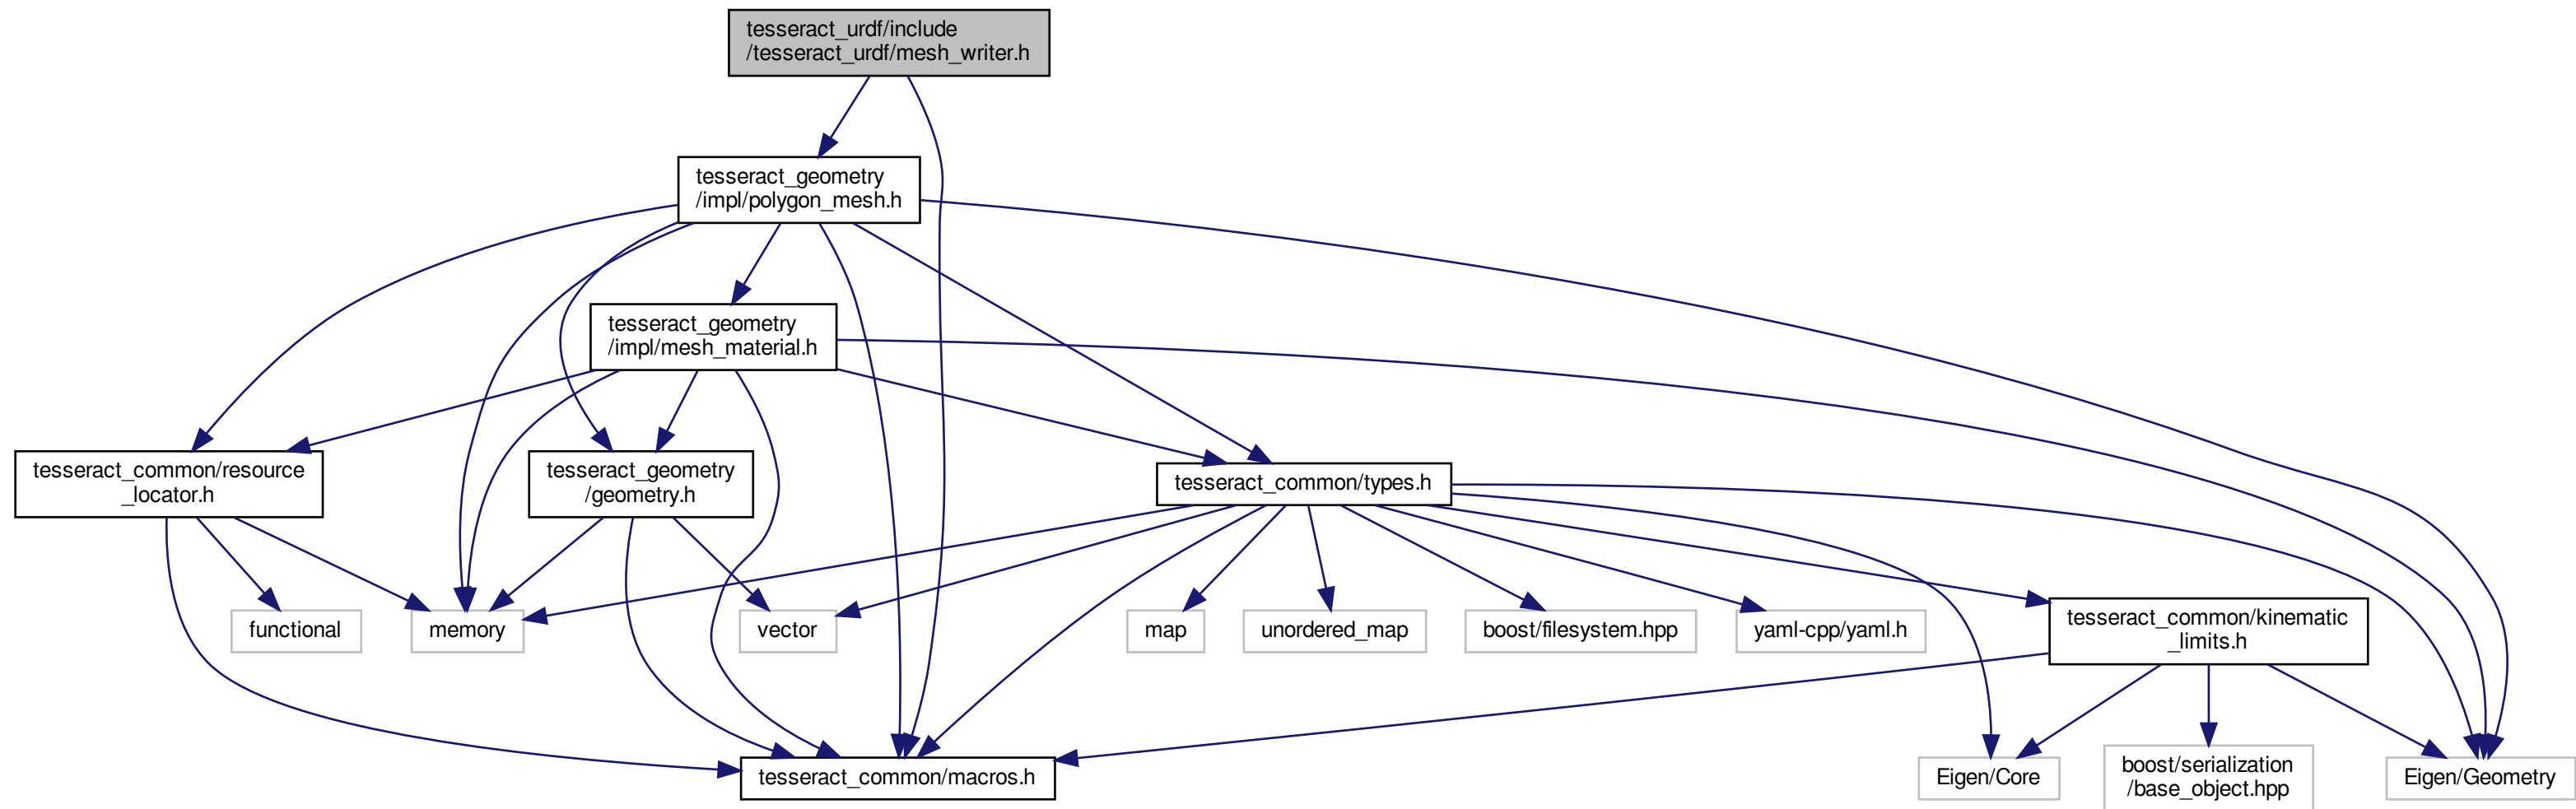 tesseract_urdf/include
/tesseract_urdf/mesh_writer.h
tesseract_geometry
/impl/polygon_mesh.h
tesseract_geometry
/impl/mesh_material.h
tesseract_common/resource
_locator.h
tesseract_geometry
/geometry.h
tesseract_common/types.h
functional
memory
vector
map
unordered_map
boost/filesystem.hpp
yaml-cpp/yaml.h
tesseract_common/kinematic
_limits.h
tesseract_common/macros.h
Eigen/Core
boost/serialization
/base_object.hpp
Eigen/Geometry